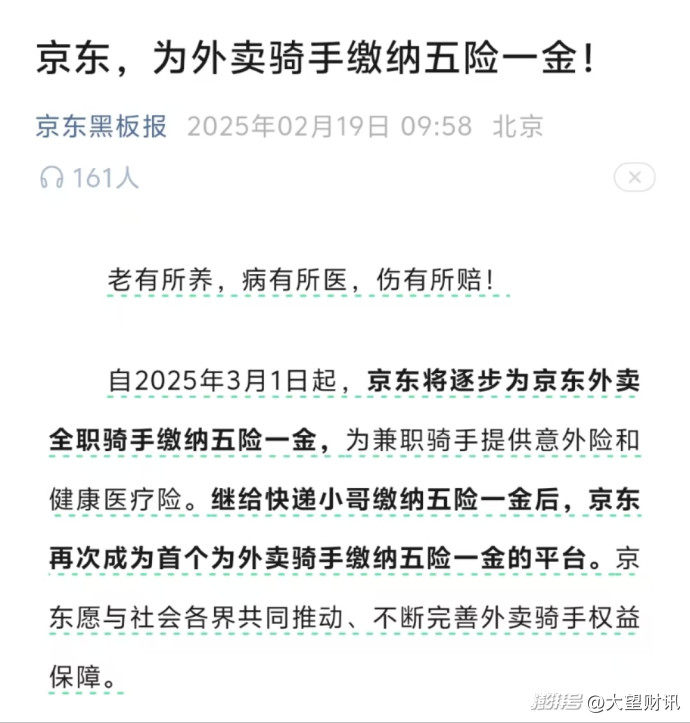 京东，为外卖骑手缴纳五险一金！
京东黑板报 2025年02月19日 09:58 北京
161人
老有所养，病有所医，伤有所赔！
自2025年3月1日起，京东将逐步为京东外卖
全职骑手缴纳五险一金，为兼职骑手提供意外险和
健康医疗险。继给快递小哥缴纳五险一金后，京东
再次成为首个为外卖骑手缴纳五险一金的平台。京
东愿与社会各界共同推动、不断完善外卖骑手权益
保障。
澎湃号@大望财讯